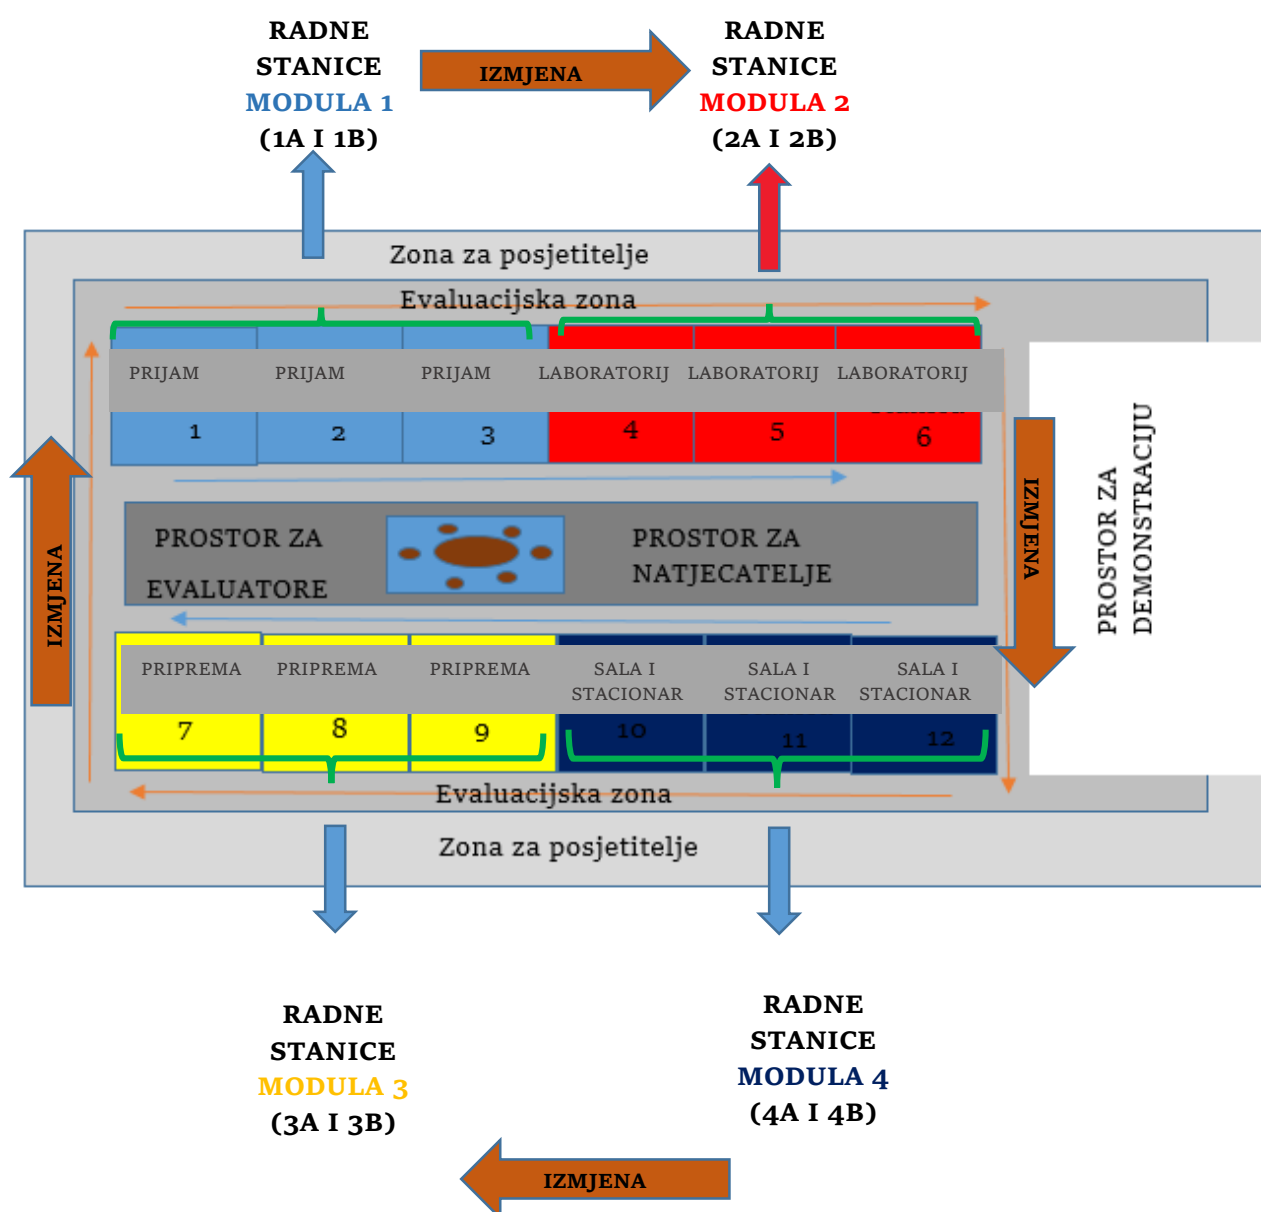 RADNE
STANICE
MODULA 1
(1A I 1B)
IZMJENA
RADNE
STANICE
MODULA 2
(2A I 2B)
Zona za posjetitelje
Evaluacijska zona
PRIJAM PRIJAM PRIJAM LABORATORIJ LABORATORIJ LABORATORIJ
1 2 3 4 5 6
IZMJENA
PROSTOR ZA
EVALUATORE
PROSTOR ZA
NATJECATELJE
IZMJENA
PROSTOR ZA
DEMONSTRACIJU
PRIPREMA PRIPREMA PRIPREMA
SALA I
STACIONAR
SALA I
STACIONAR
SALA I
STACIONAR
7 8 9 10 11 12
Evaluacijska zona
Zona za posjetitelje
RADNE
STANICE
MODULA 3
(3A I 3B)
RADNE
STANICE
MODULA 4
(4A I 4B)
IZMJENA